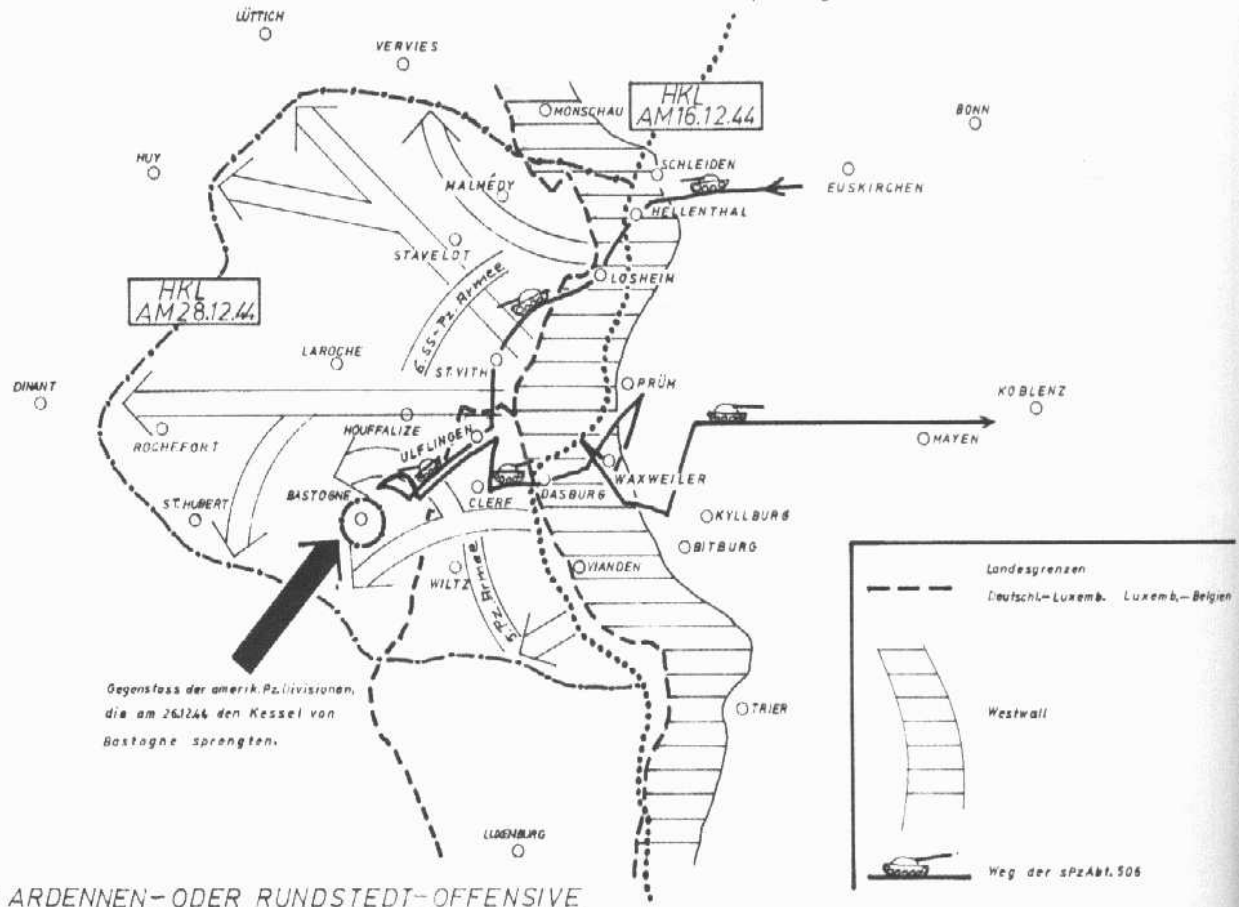 LÜTTICH
VERVIES
HKL
AM 16.12.44
MONSCHAU
BONN
HUY
SCHLEIDEN
EUSKIRCHEN
MALMÉDY
HELLENTHAL
STAVELOT
LOSHEIM
HKL
AM 28.12.44
6. SS-Pz. Armee
LAROCHE
ST.VITH
PRÜM
DINANT
KOBLENZ
HOUFFALIZE
ROCHEFORT
ULFLINGEN
MAYEN
WAXWEILER
BASTOGNE
CLERF
DASBURG
ST.HUBERT
KYLLBURG
BITBURG
WILTZ
VIANDEN
5. Pz. Armee
Landesgrenzen
Deutschl.-Luxemb. Luxemb.-Belgien
Gegenstoss der amerik. Pz. Divisionen,
die am 26.12.44 den Kessel von
Bastogne sprengten.
TRIER
Westwall
LUXENBURG
Weg der sPzAbt. 506
ARDENNEN-ODER RUNDSTEDT-OFFENSIVE